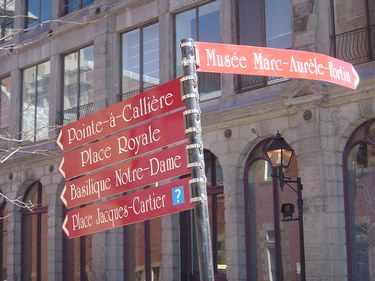 Musée Marc-Aurèle-Fortin
Pointe-à-Callière
Place Royale
Basilique Notre-Dame
Place Jacques-Cartier ?